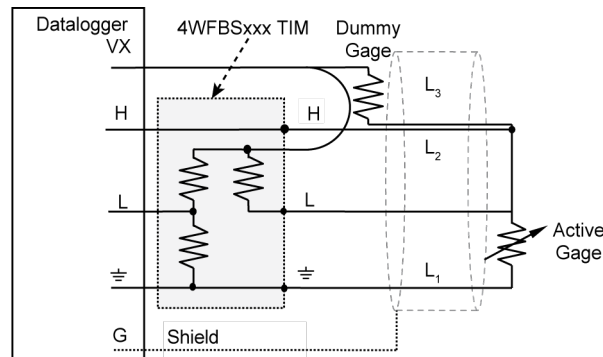 Datalogger
VX
4WFBSxxx TIM
Dummy
Gage
L₃
H
H
L₂
L
L
Active
Gage
⏚
⏚
L₁
G
Shield